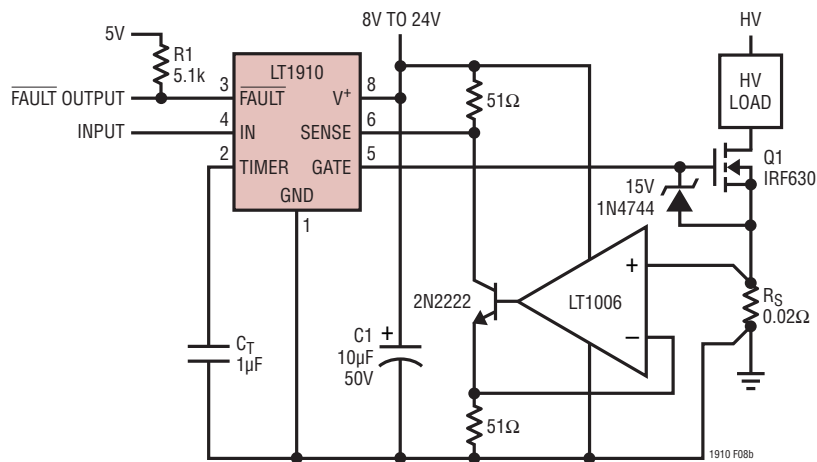 8V TO 24V
HV
5V
R1
5.1k
LT1910
3
FAULT
V+
8
FAULT OUTPUT
51Ω
HV
LOAD
INPUT
4
IN
SENSE
6
2
TIMER
GATE
5
Q1
IRF630
GND
1
15V
1N4744
+
2N2222
LT1006
RS
0.02Ω
–
CT
1µF
C1
10µF
50V
+
51Ω
1910 F08b